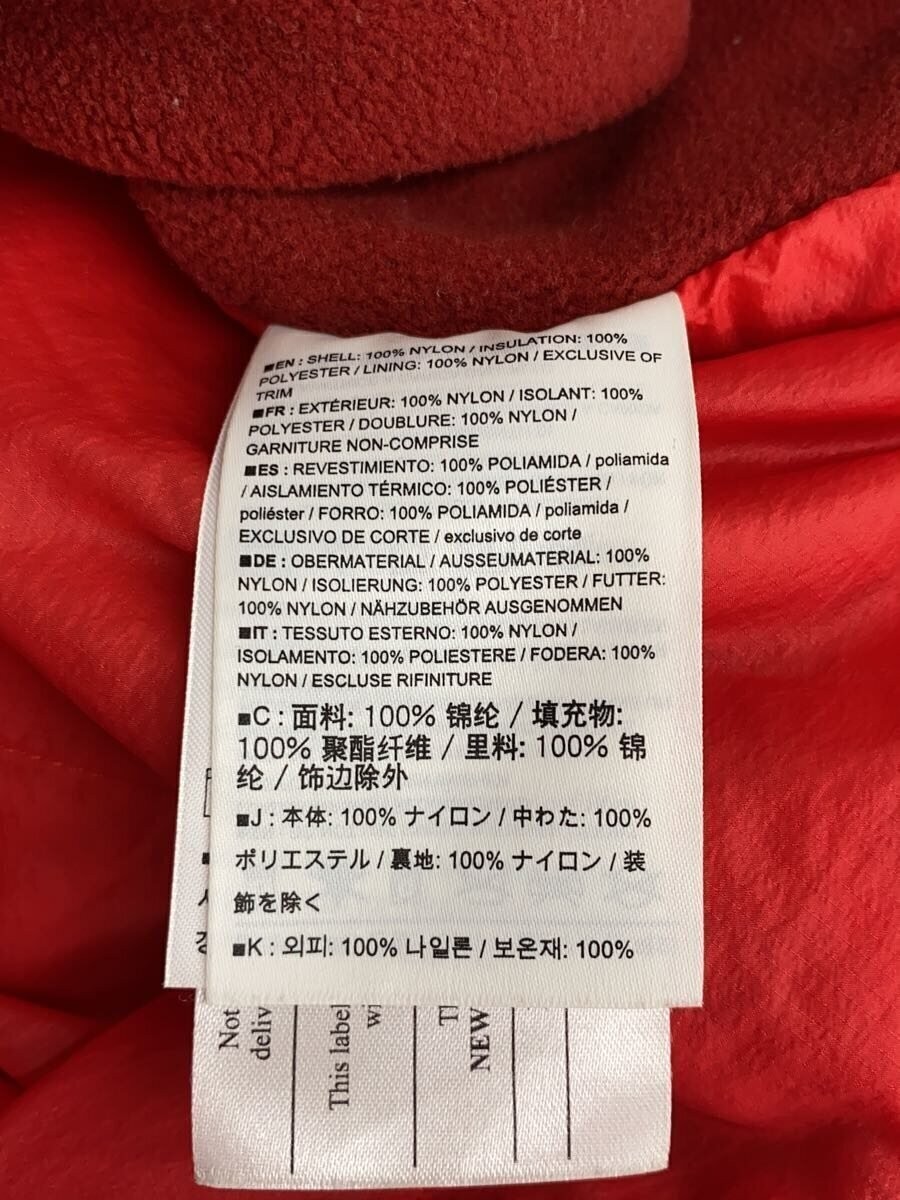 ■EN : SHELL: 100% NYLON / INSULATION: 100%
POLYESTER / LINING: 100% NYLON / EXCLUSIVE OF
TRIM
■FR : EXTÉRIEUR: 100% NYLON / ISOLANT: 100%
POLYESTER / DOUBLURE: 100% NYLON /
GARNITURE NON-COMPRISE
■ES : REVESTIMIENTO: 100% POLIAMIDA / poliamida
/ AISLAMIENTO TÉRMICO: 100% POLIÉSTER /
poliéster / FORRO: 100% POLIAMIDA / poliamida /
EXCLUSIVO DE CORTE / exclusivo de corte
■DE : OBERMATERIAL / AUSSEUMATERIAL: 100%
NYLON / ISOLIERUNG: 100% POLYESTER / FUTTER:
100% NYLON / NÄHZUBEHÖR AUSGENOMMEN
■IT : TESSUTO ESTERNO: 100% NYLON /
ISOLAMENTO: 100% POLIESTERE / FODERA: 100%
NYLON / ESCLUSE RIFINITURE
■C : 面料: 100% 锦纶 / 填充物:
100% 聚酯纤维 / 里料: 100% 锦
纶 / 饰边除外
■J : 本体: 100% ナイロン / 中わた: 100%
ポリエステル / 裏地: 100% ナイロン / 装
飾を除く
■K : 외피: 100% 나일론 / 보온재: 100%
Not
deliv
This label
wi
NEW